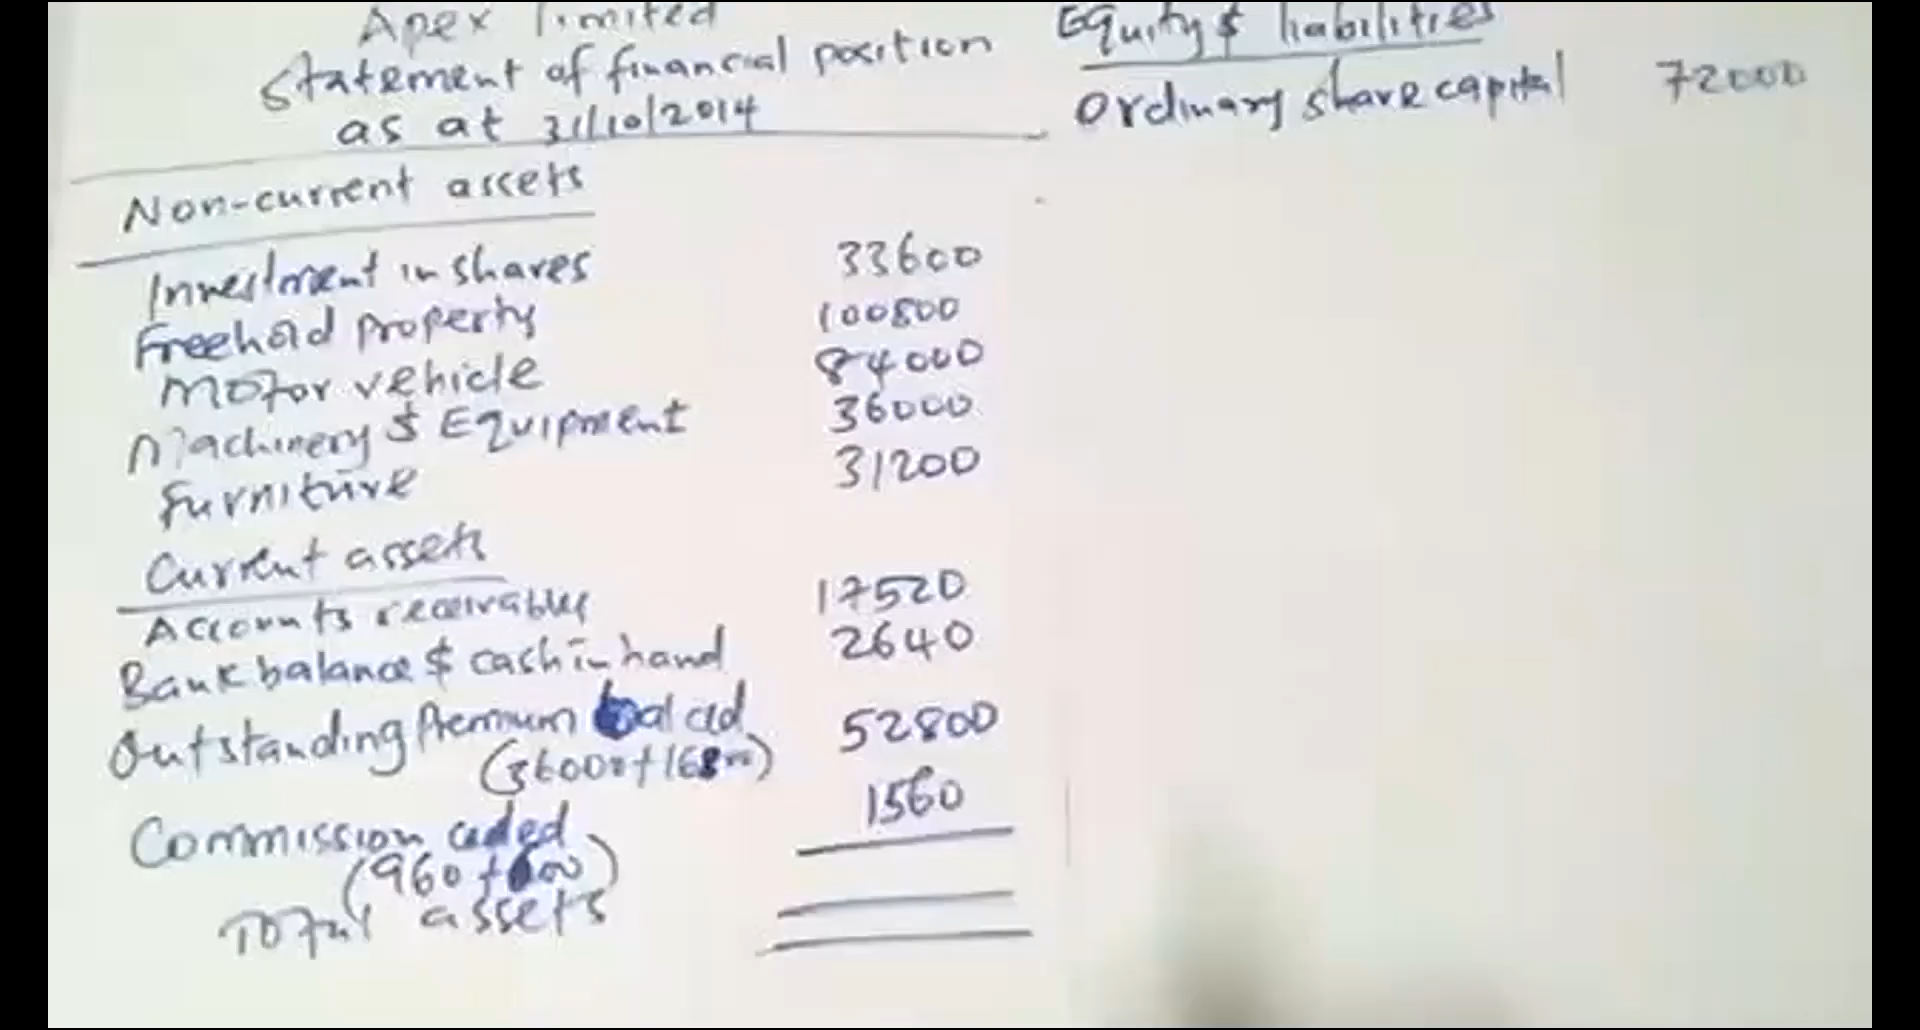 Apex limited
Statement of financial position
as at 31/10/2014
Non-current assets
Investment in shares 33600
Freehold property 100800
Motor vehicle 84000
Machinery & Equipment 36000
Furniture 31200
Current assets
Accounts receivables 17520
Bank balance & cash in hand 2640
Outstanding Premium bal cd 52800
(36000+16800)
Commission ceded 1560
(960+600)
Total assets
Equity & liabilities
Ordinary share capital 72000